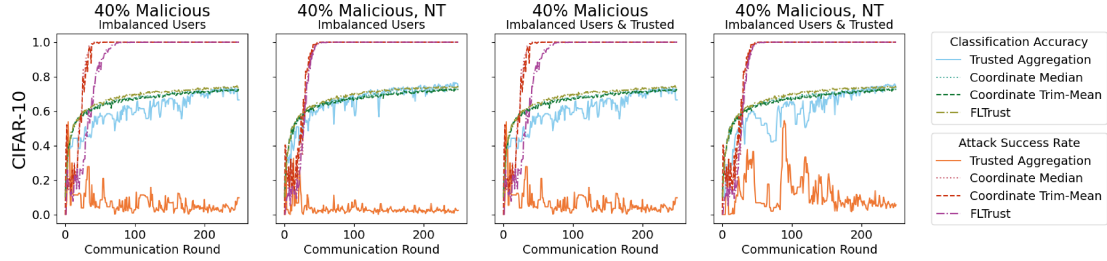 40% Malicious
Imbalanced Users
40% Malicious, NT
Imbalanced Users
40% Malicious
Imbalanced Users & Trusted
40% Malicious, NT
Imbalanced Users & Trusted
CIFAR-10
1.0
0.8
0.6
0.4
0.2
0.0
0 100 200
Communication Round
0 100 200
Communication Round
0 100 200
Communication Round
0 100 200
Communication Round
Classification Accuracy
Trusted Aggregation
Coordinate Median
Coordinate Trim-Mean
FLTrust
Attack Success Rate
Trusted Aggregation
Coordinate Median
Coordinate Trim-Mean
FLTrust